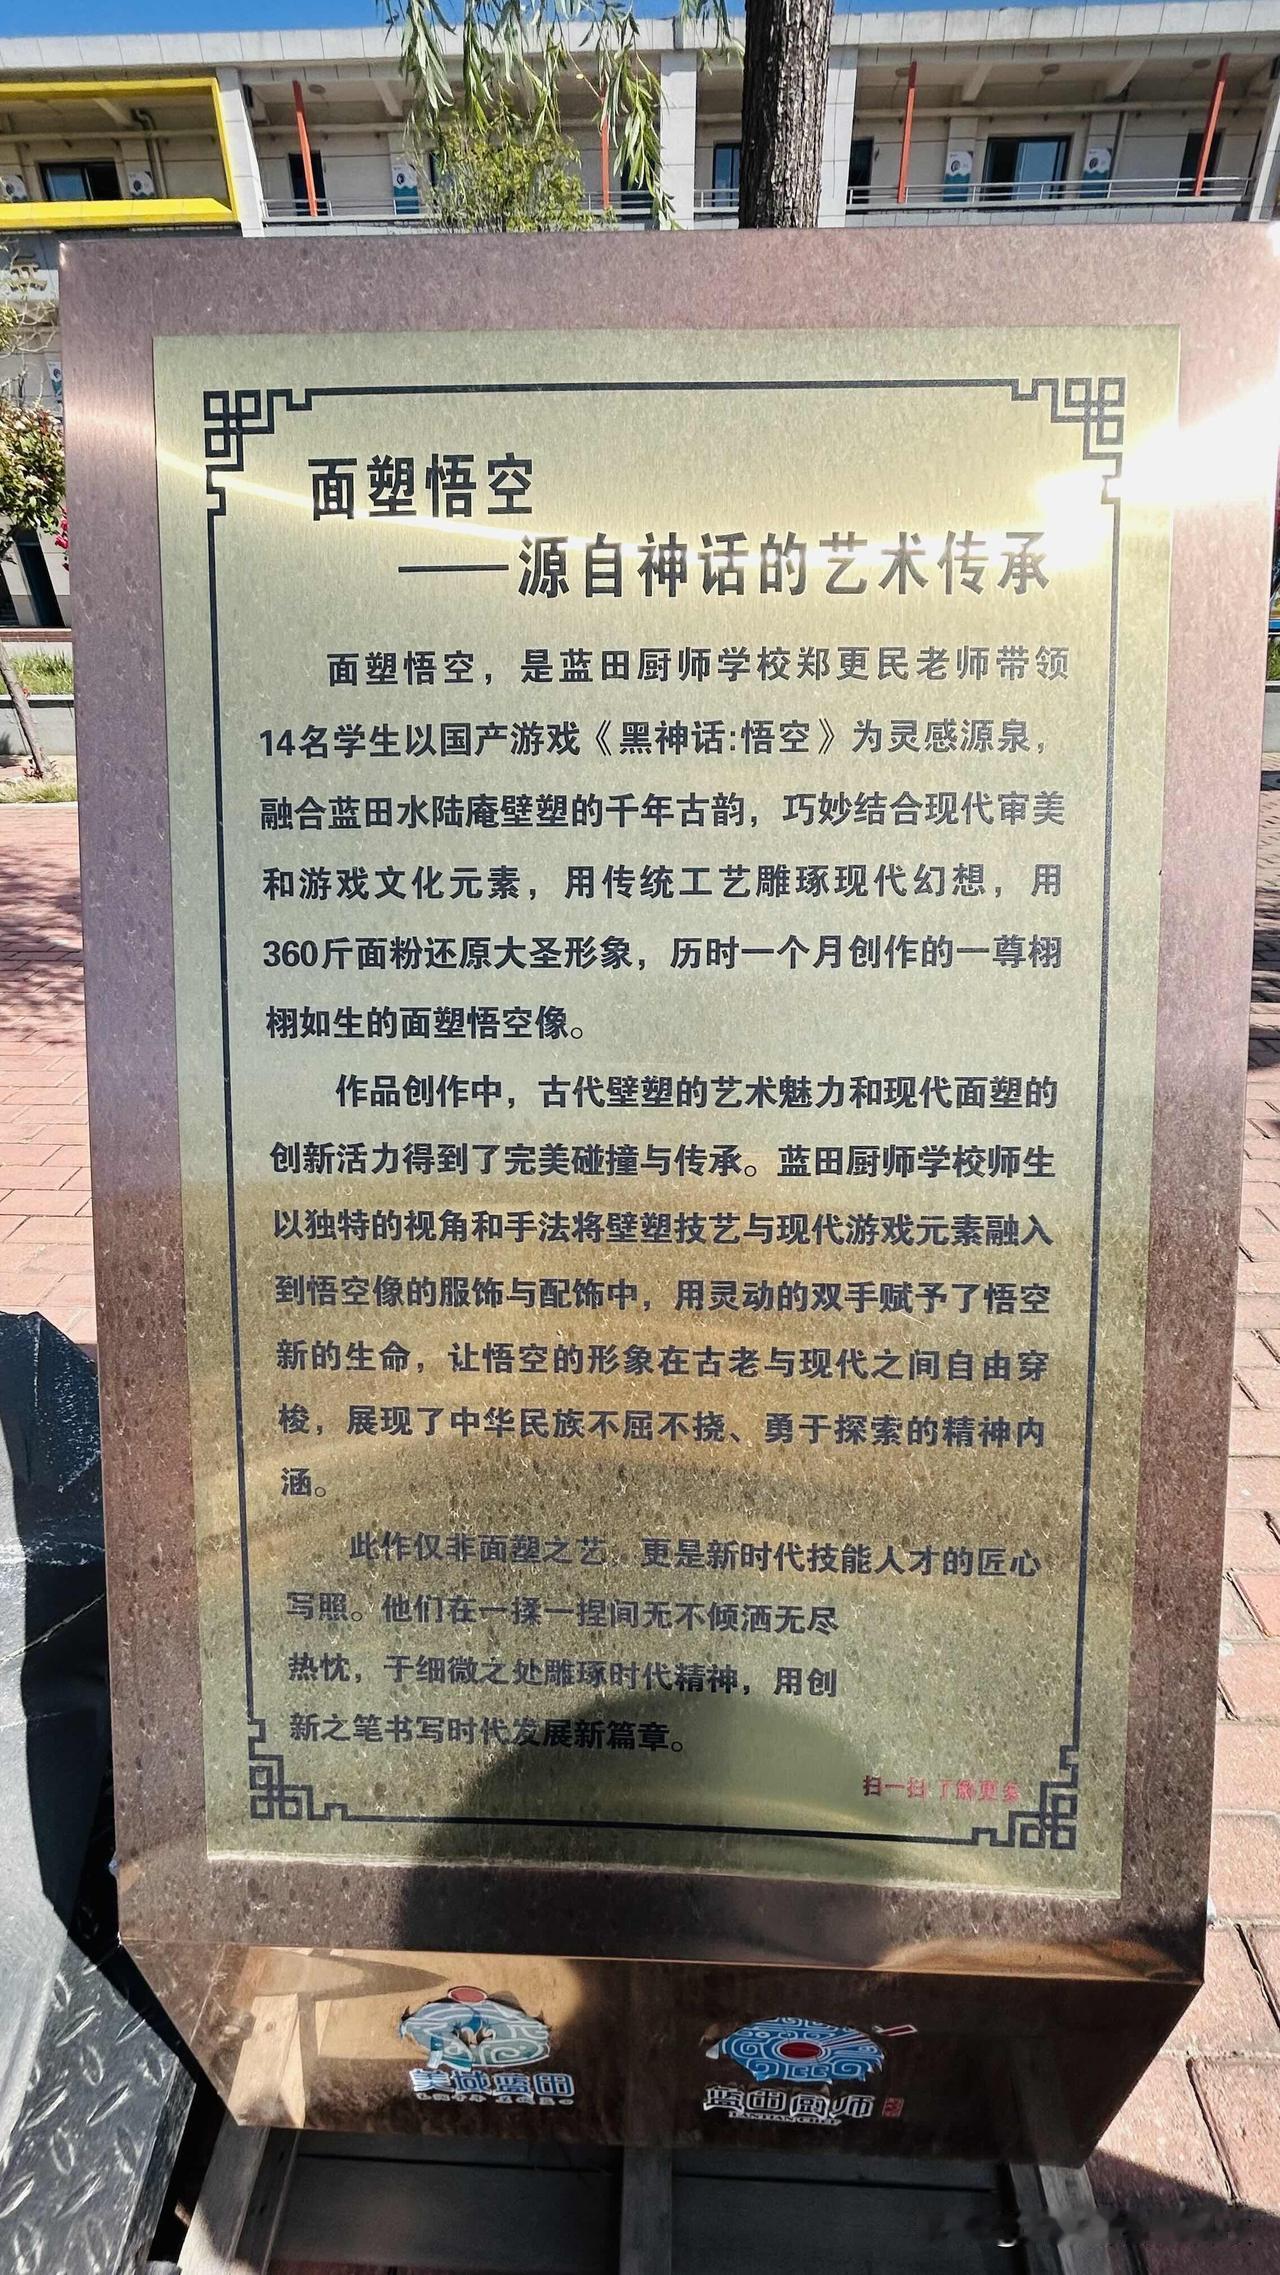 面塑悟空
——源自神话的艺术传承
面塑悟空，是蓝田厨师学校郑更民老师带领
14名学生以国产游戏《黑神话:悟空》为灵感源泉，
融合蓝田水陆庵壁塑的千年古韵，巧妙结合现代审美
和游戏文化元素，用传统工艺雕琢现代幻想，用
360斤面粉还原大圣形象，历时一个月创作的一尊栩
栩如生的面塑悟空像。
作品创作中，古代壁塑的艺术魅力和现代面塑的
创新活力得到了完美碰撞与传承。蓝田厨师学校师生
以独特的视角和手法将壁塑技艺与现代游戏元素融入
到悟空像的服饰与配饰中，用灵动的双手赋予了悟空
新的生命，让悟空的形象在古老与现代之间自由穿
梭，展现了中华民族不屈不挠、勇于探索的精神内
涵。
此作仅非面塑之艺，更是新时代技能人才的匠心
写照。他们在一揉一捏间无不倾洒无尽
热忱，于细微之处雕琢时代精神，用创
新之笔书写时代发展新篇章。
扫一扫 了解更多
美域蓝田
蓝田厨师
LANTIAN CHEF